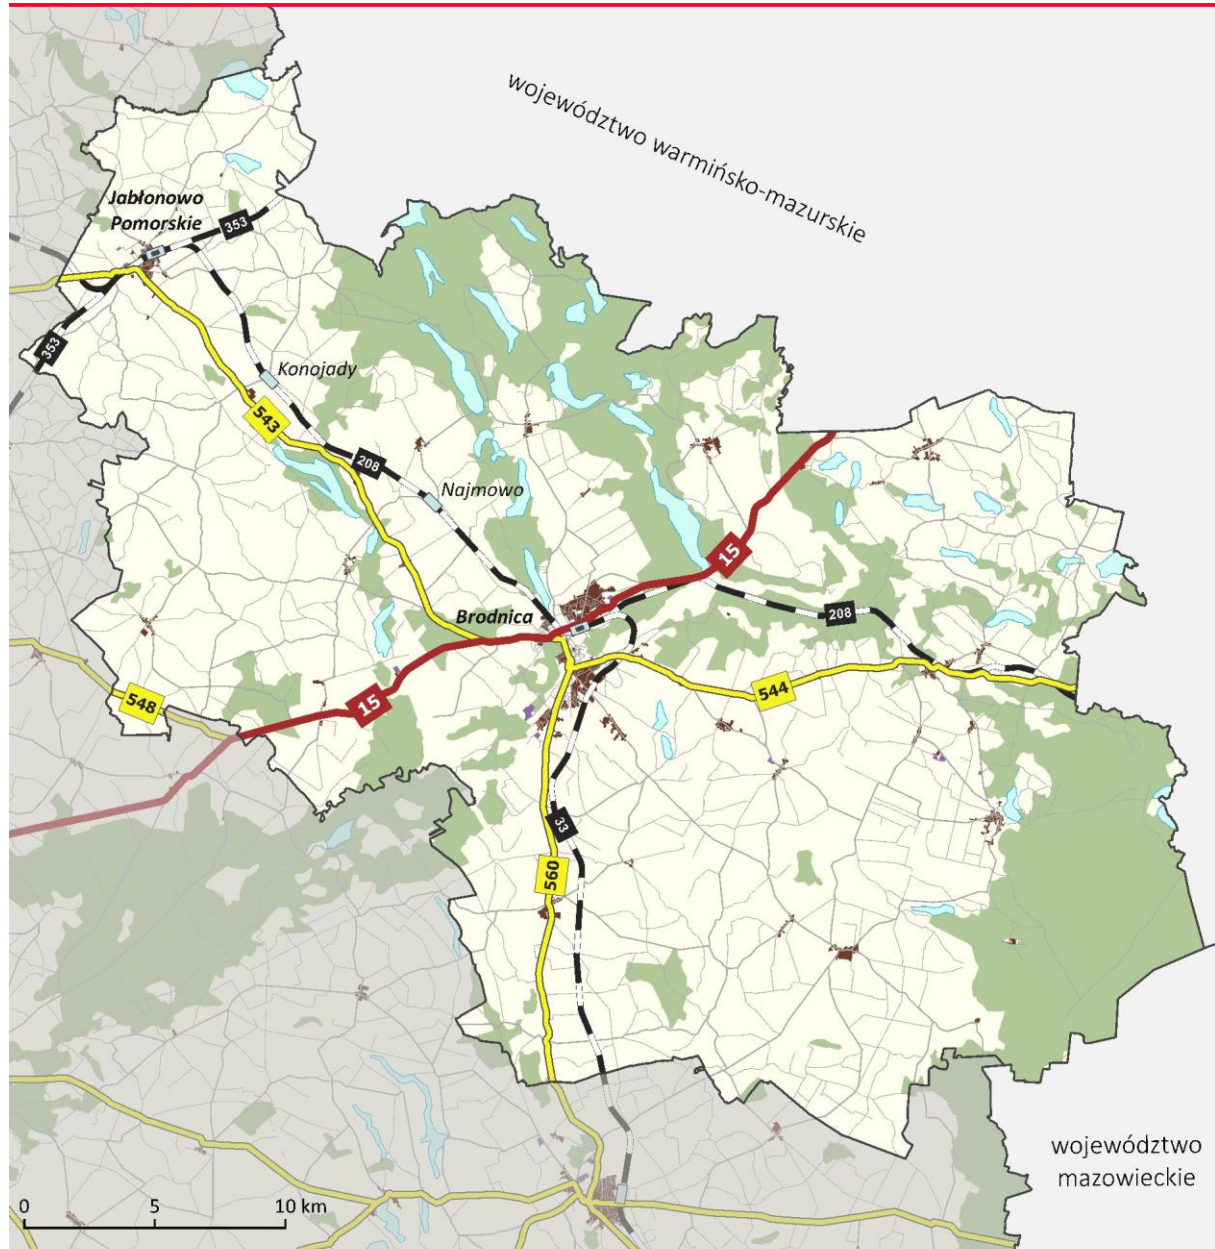 województwo warmińsko-mazurskie
Jabłonowo
Pomorskie
353
353
Konojady
543
208
Najmowo
15
Brodnica
208
548
15
544
33
560
województwo
mazowieckie
0 5 10 km